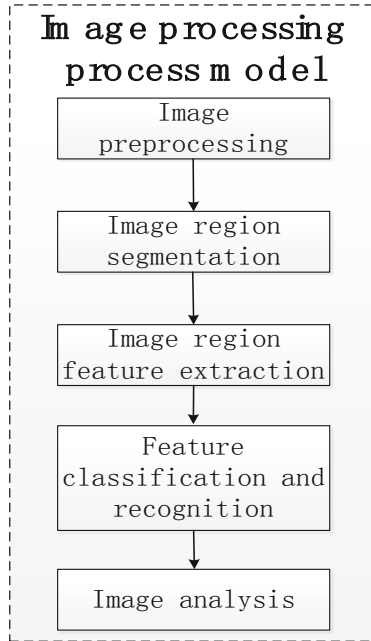 Image processing
process model
Image
preprocessing
Image region
segmentation
Image region
feature extraction
Feature
classification and
recognition
Image analysis